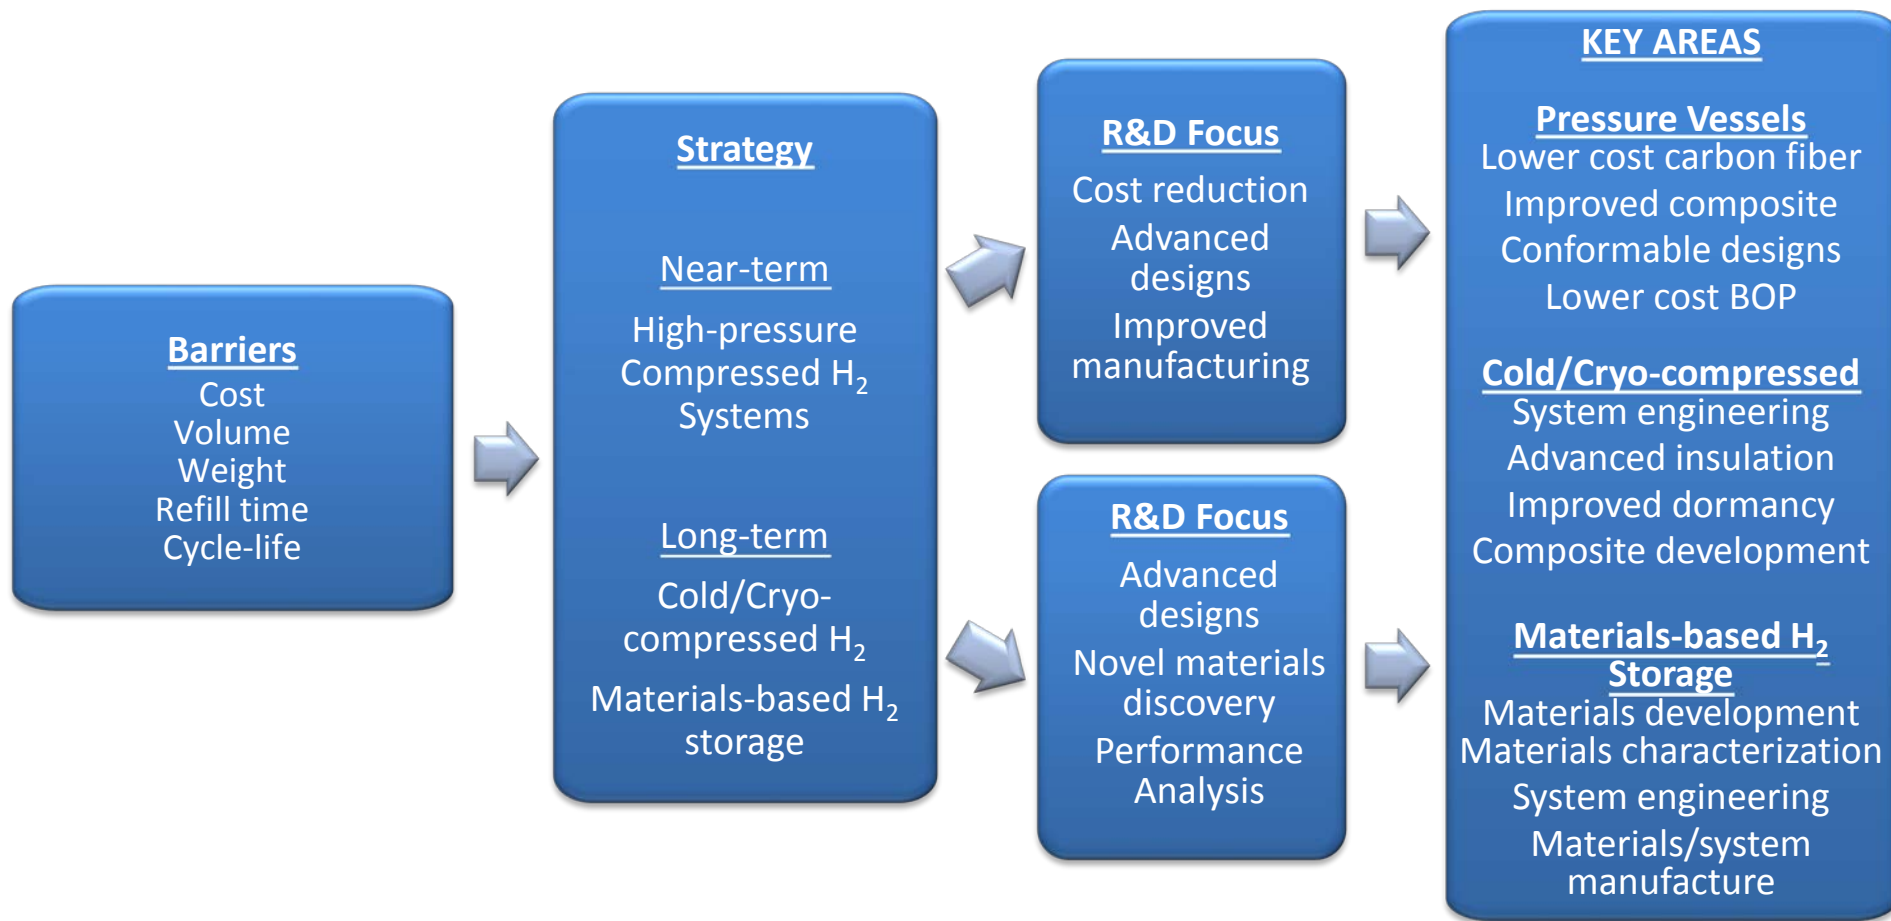 Barriers
Cost
Volume
Weight
Refill time
Cycle-life
Strategy
Near-term
High-pressure
Compressed H₂
Systems
Long-term
Cold/Cryo-
compressed H₂
Materials-based H₂
storage
R&D Focus
Cost reduction
Advanced
designs
Improved
manufacturing
R&D Focus
Advanced
designs
Novel materials
discovery
Performance
Analysis
KEY AREAS
Pressure Vessels
Lower cost carbon fiber
Improved composite
Conformable designs
Lower cost BOP
Cold/Cryo-compressed
System engineering
Advanced insulation
Improved dormancy
Composite development
Materials-based H₂
Storage
Materials development
Materials characterization
System engineering
Materials/system
manufacture